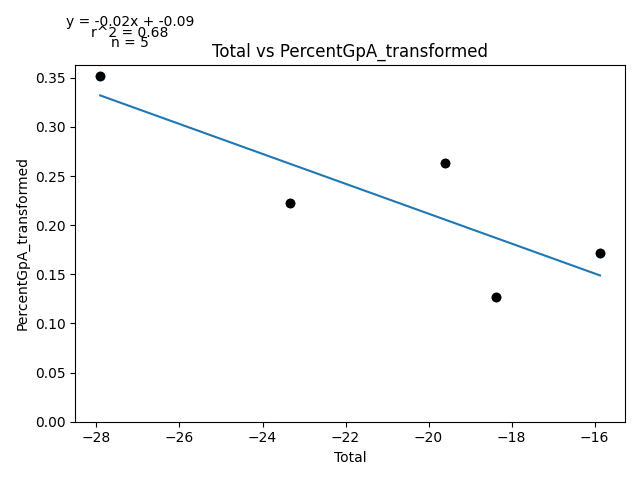 y = -0.02x + -0.09
r^2 = 0.68
n = 5
Total vs PercentGpA_transformed
PercentGpA_transformed
0.35
0.30
0.25
0.20
0.15
0.10
0.05
0.00
−28
−26
−24
−22
−20
−18
−16
Total